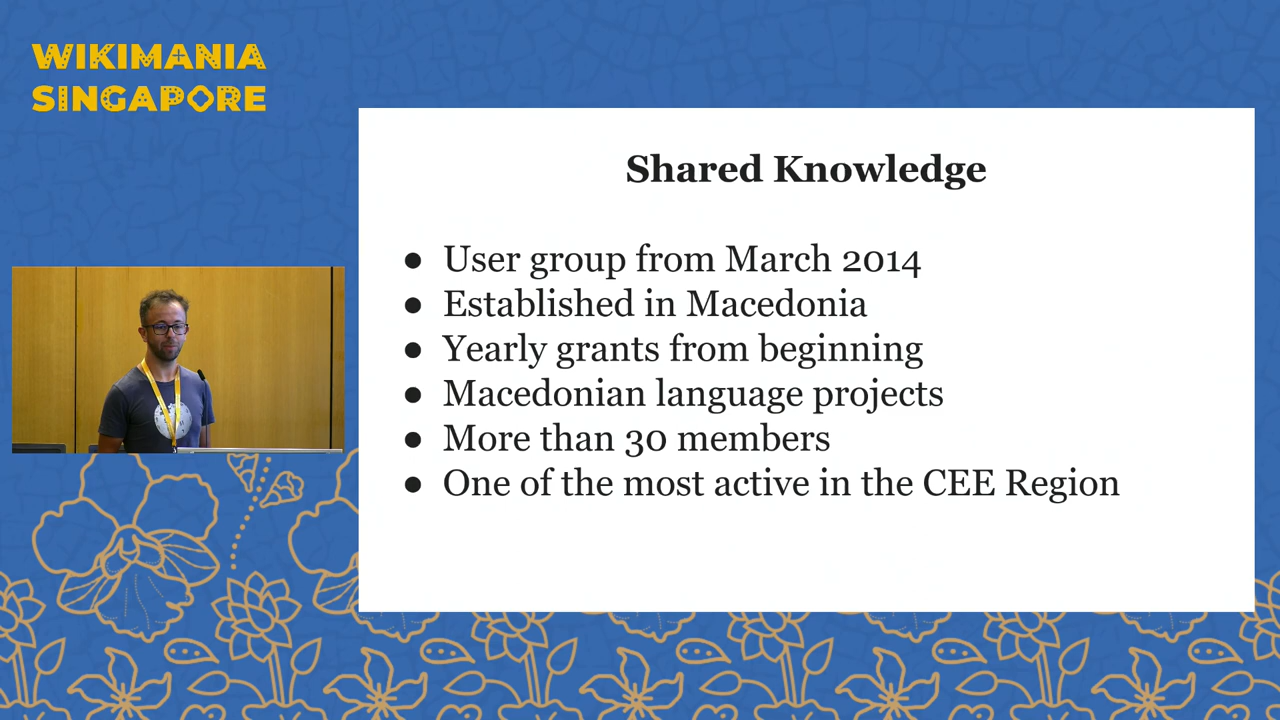 WIKIMANIA
SINGAPORE
Shared Knowledge
● User group from March 2014
● Established in Macedonia
● Yearly grants from beginning
● Macedonian language projects
● More than 30 members
● One of the most active in the CEE Region